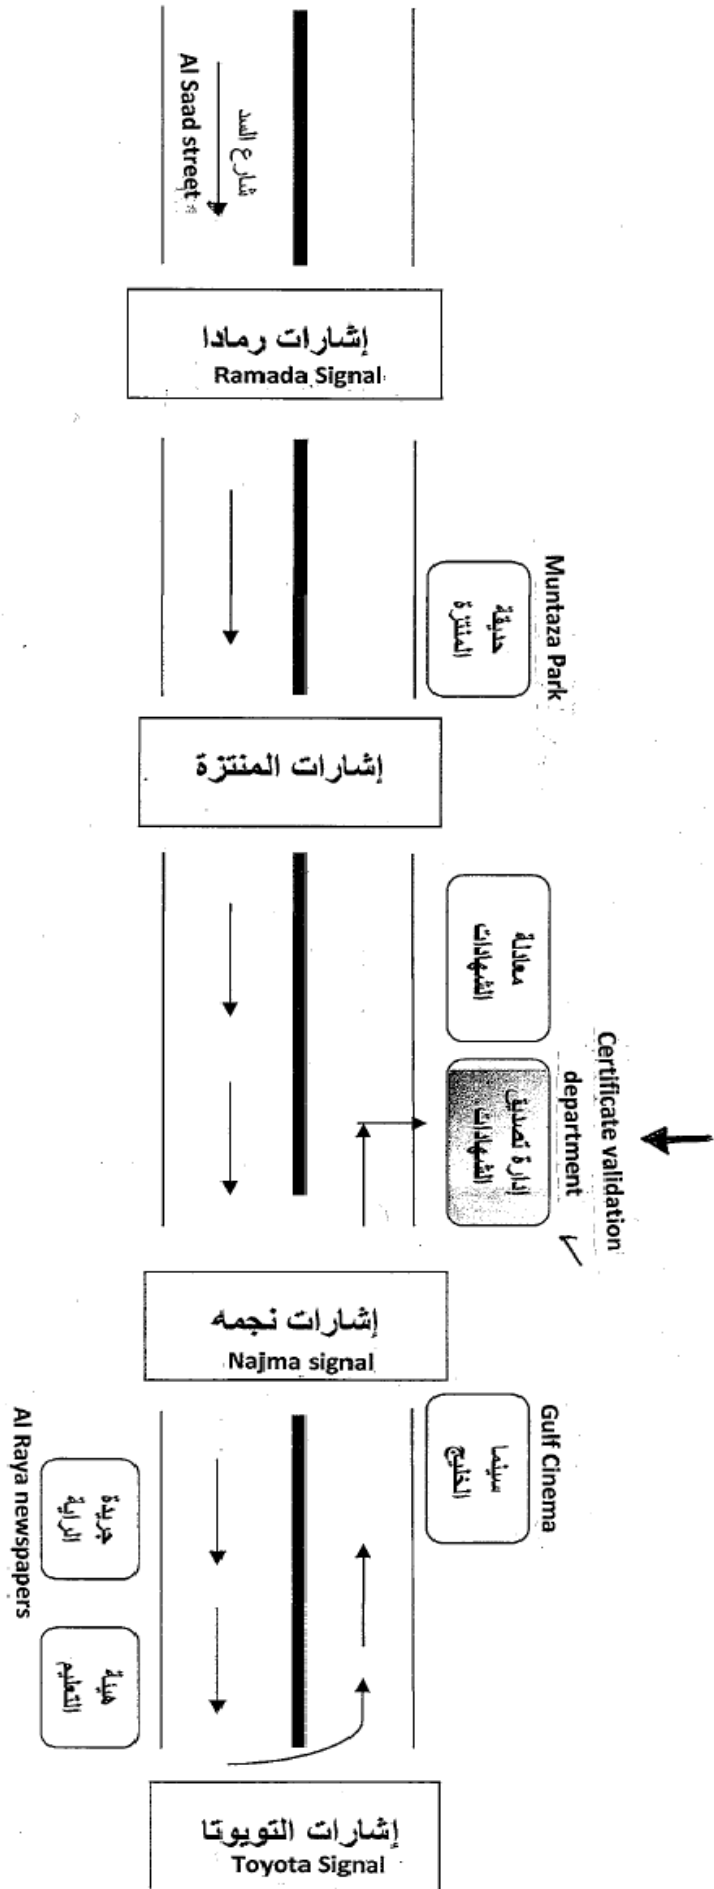 شارع السد
Al Saad street
إشارات رمادا
Ramada Signal
Muntaza Park
حديقة
المنتزة
إشارات المنتزة
معادلة
الشهادات
Certificate validation
department
إدارة تصديق
الشهادات
إشارات نجمه
Najma signal
Gulf Cinema
سينما
الخليج
جريدة
الراية
Al Raya newspapers
هيئة
التعليم
إشارات التويوتا
Toyota Signal